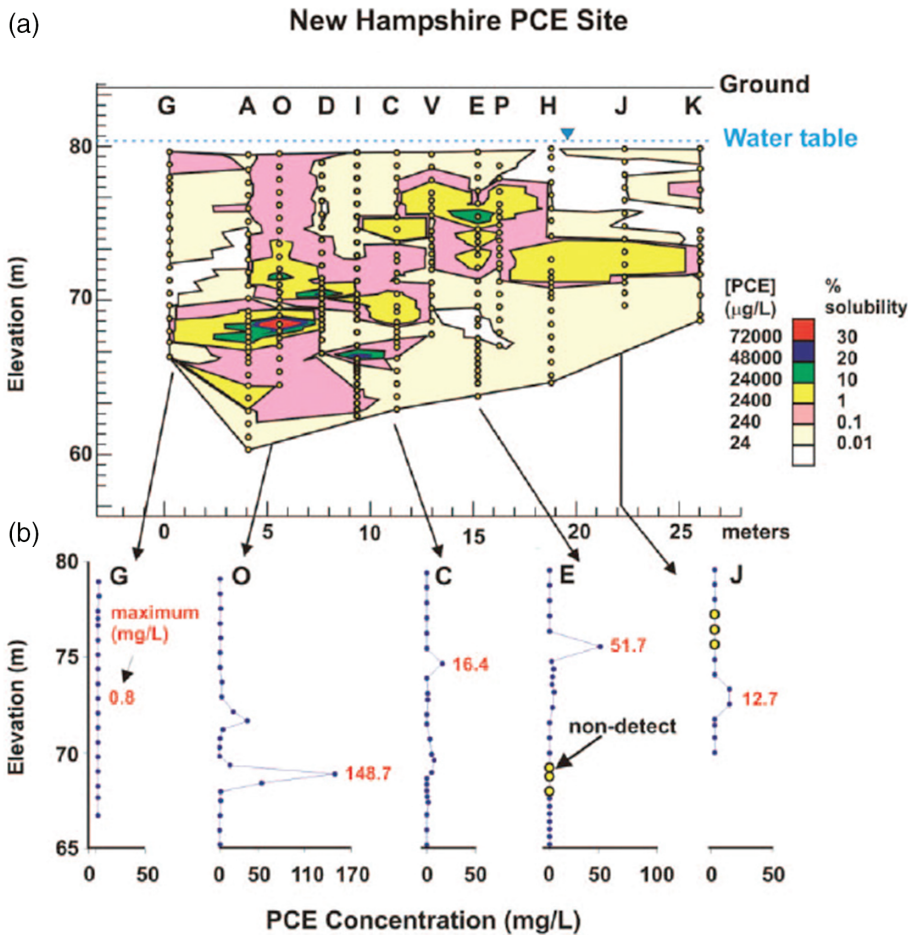 (a)
New Hampshire PCE Site
Ground
G A O D I C V E P H J K
Water table
80
70
60
Elevation (m)
[PCE] %
(µg/L) solubility
72000 30
48000 20
24000 10
2400 1
240 0.1
24 0.01
0 5 10 15 20 25 meters
(b)
80
75
70
65
Elevation (m)
G O C E J
maximum
(mg/L)
0.8
148.7
16.4
51.7
non-detect
12.7
0 50 0 50 110 170 0 50 0 50 100 0 50
PCE Concentration (mg/L)